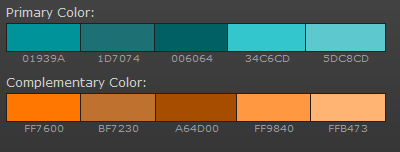 Primary Color:
01939A 1D7074 006064 34C6CD 5DC8CD
Complementary Color:
FF7600 BF7230 A64D00 FF9840 FFB473